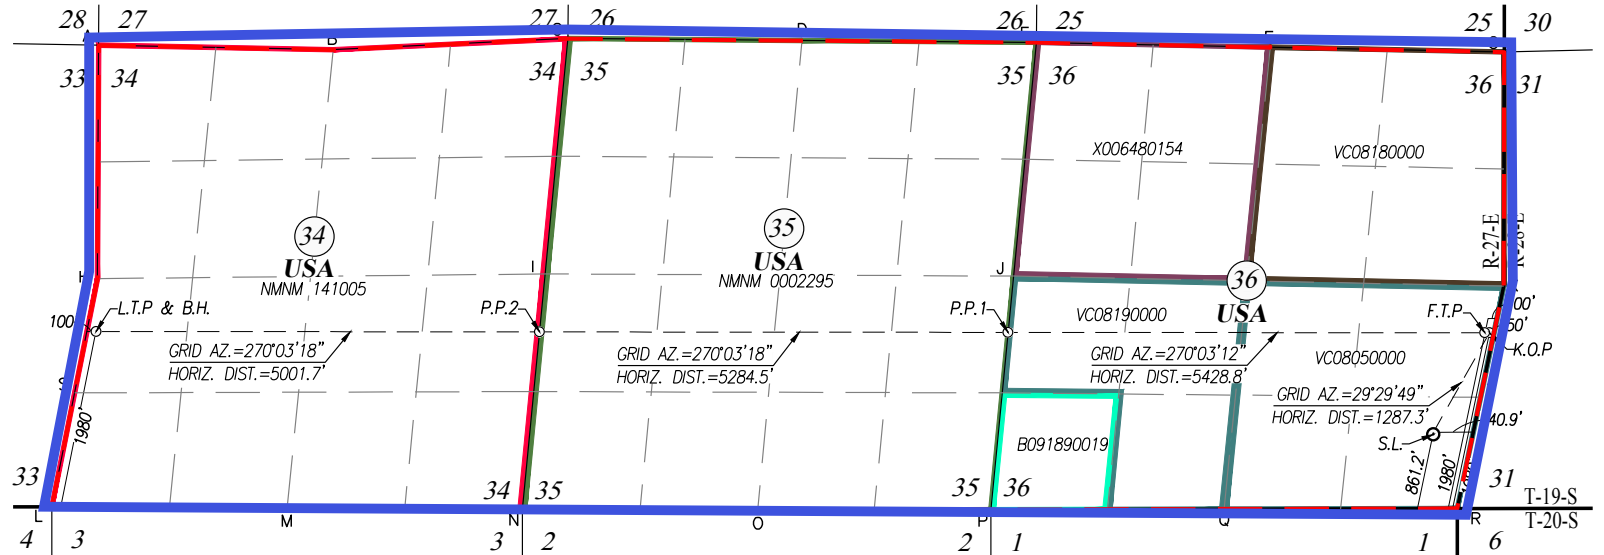 28 27 27 26 26 25 25 30
A B D
33 34 34 35 35 36 36 31
X006480154 VC08180000
34 35 36
USA USA USA
NMNM 141005
NMNM 0002295
R-27-E
I J
L.T.P & B.H. P.P.2 P.P.1 VC08190000 F.T.P
100'
50'
K.O.P
GRID AZ.=270°03'18"
HORIZ. DIST.=5001.7'
GRID AZ.=270°03'18"
HORIZ. DIST.=5284.5'
GRID AZ.=270°03'12"
HORIZ. DIST.=5428.8'
VC08050000
GRID AZ.=29°29'49"
HORIZ. DIST.=1287.3'
40.9'
S.L.
1980'
B091890019
861.2'
1980'
33 34 35 35 36 31
T-19-S
L M N O P Q R
T-20-S
4 3 3 2 2 1 1 6